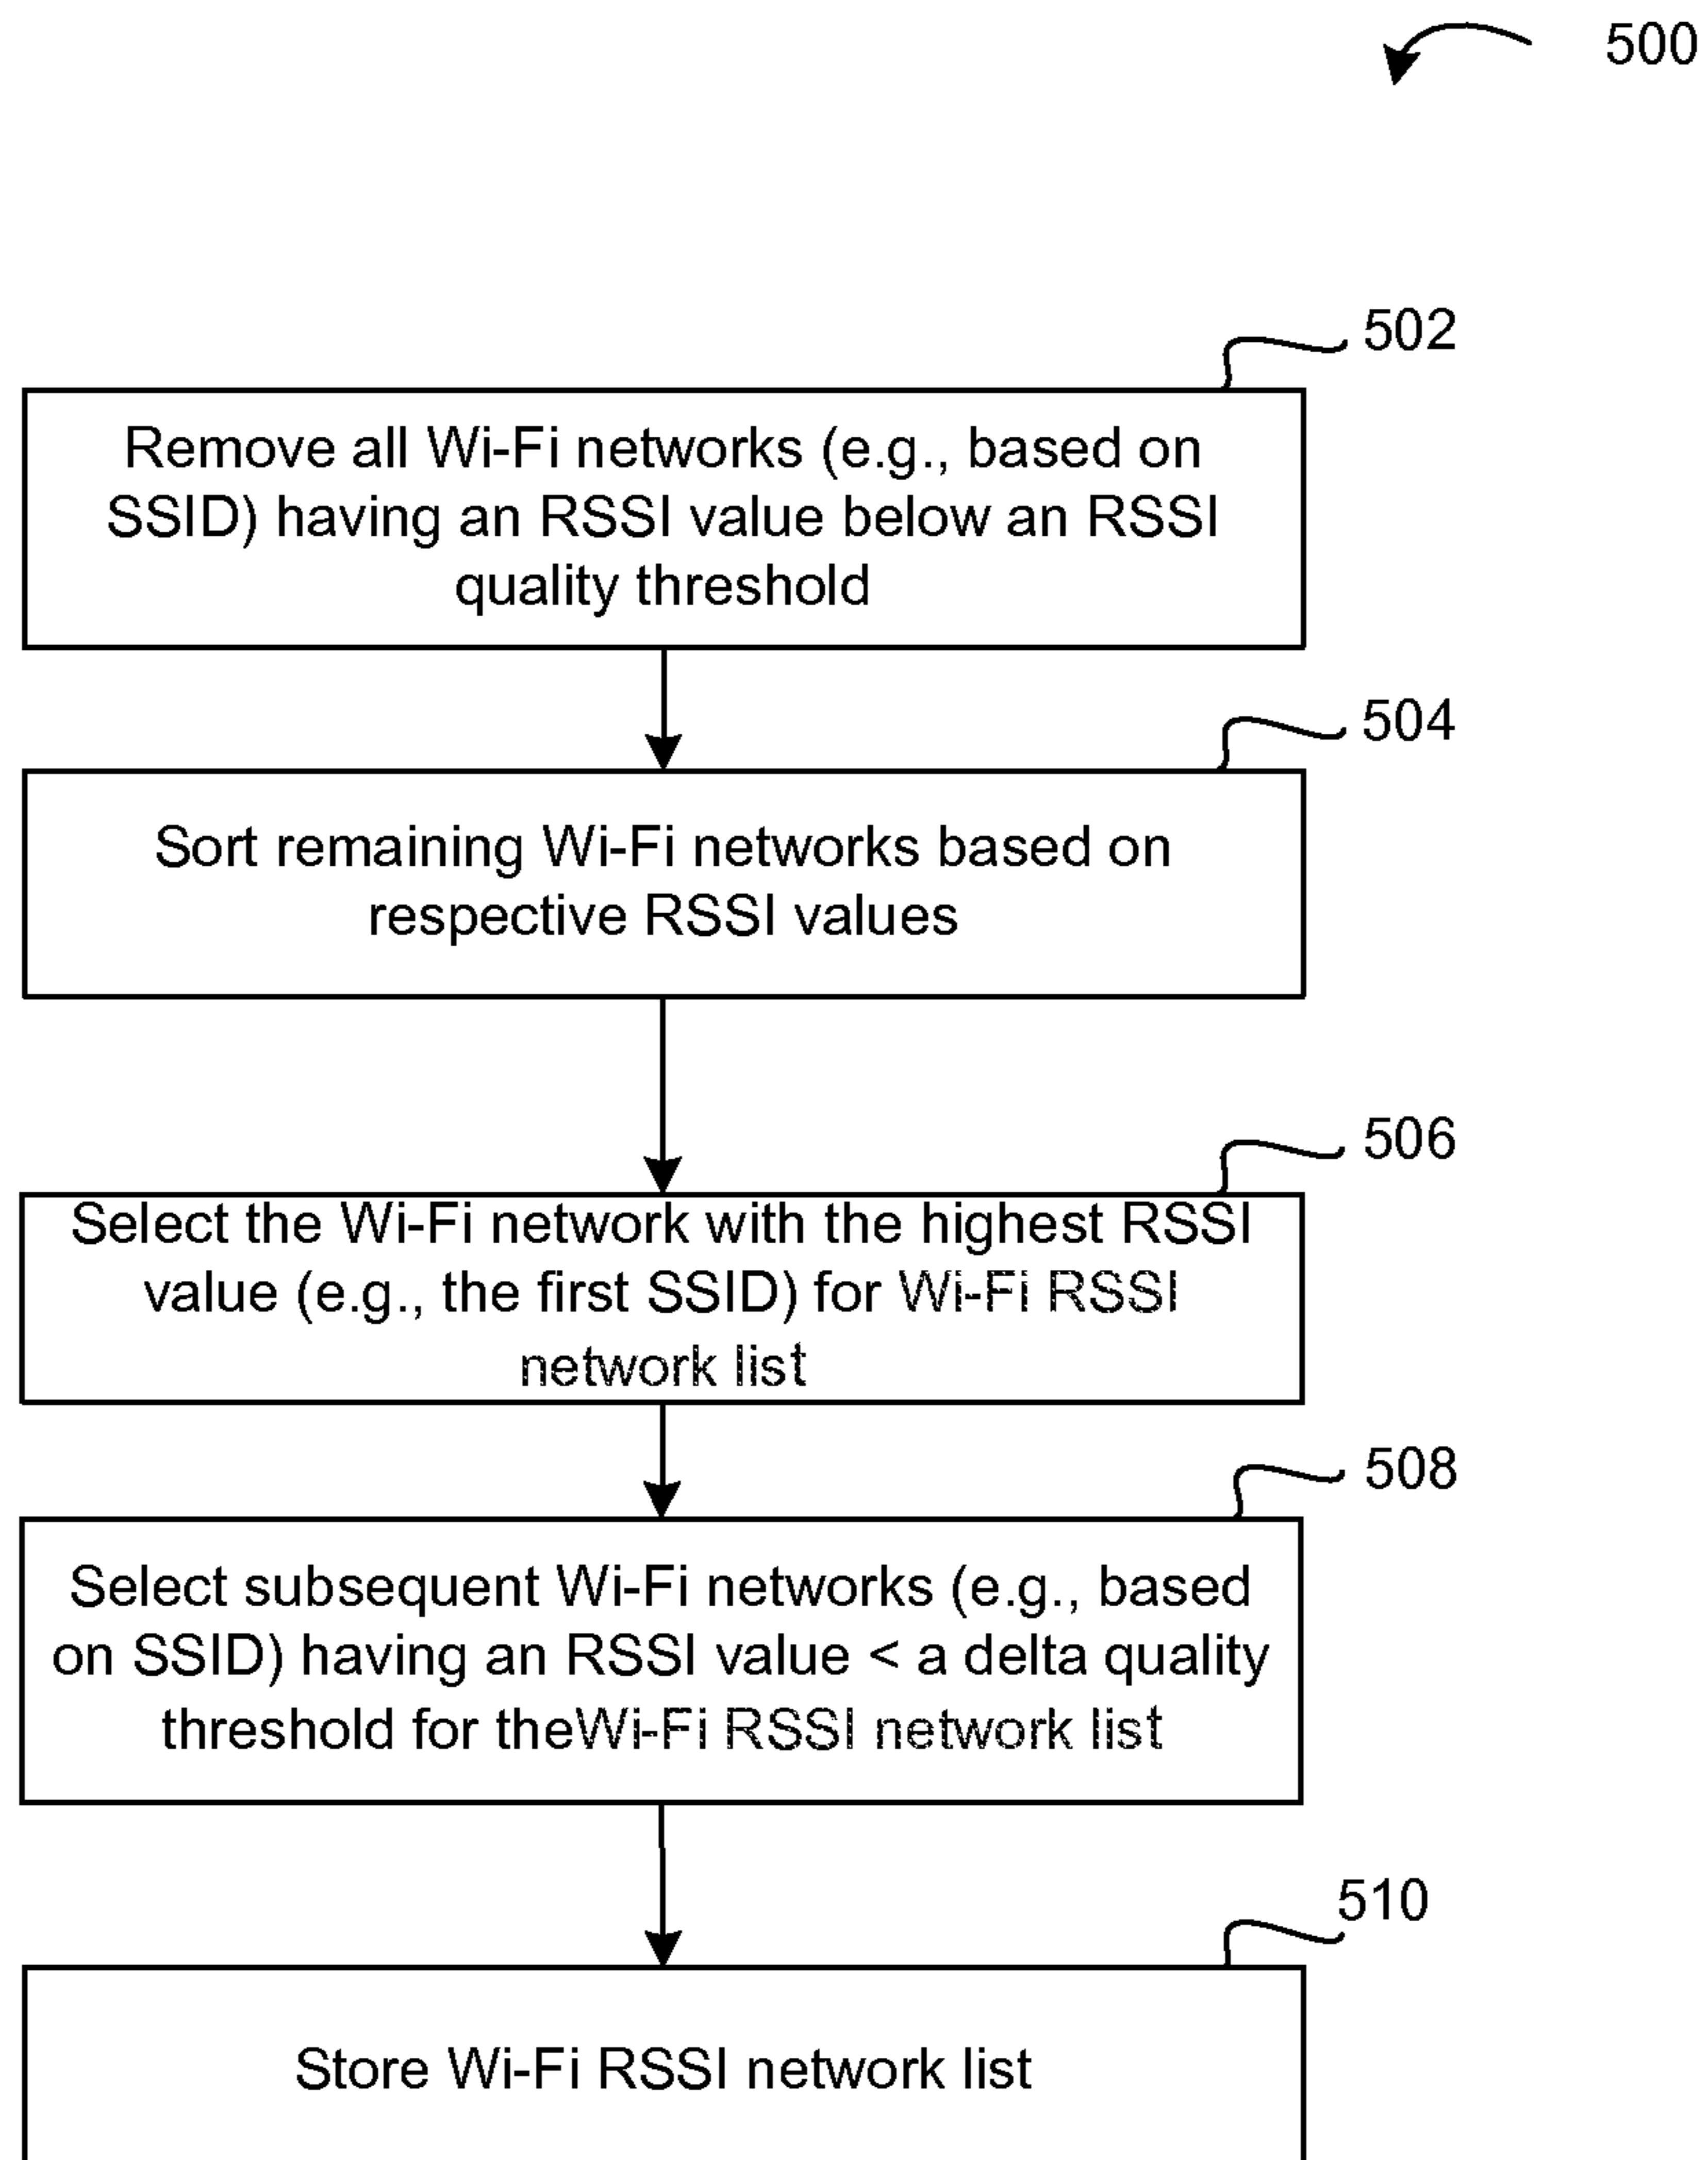 500
502
Remove all Wi-Fi networks (e.g., based on
SSID) having an RSSI value below an RSSI
quality threshold
504
Sort remaining Wi-Fi networks based on
respective RSSI values
506
Select the Wi-Fi network with the highest RSSI
value (e.g., the first SSID) for Wi-Fi RSSI
network list
508
Select subsequent Wi-Fi networks (e.g., based
on SSID) having an RSSI value < a delta quality
threshold for theWi-Fi RSSI network list
510
Store Wi-Fi RSSI network list